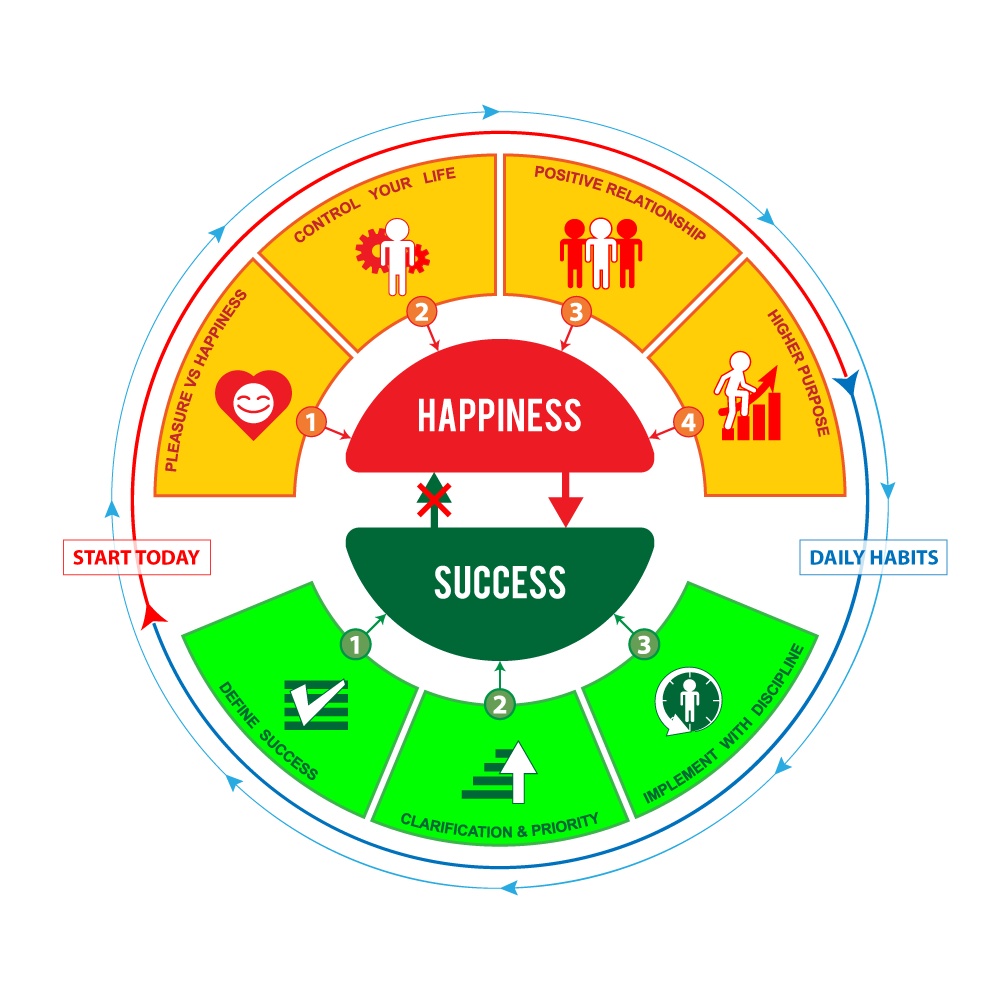 CONTROL YOUR LIFE
POSITIVE RELATIONSHIP
PLEASURE VS HAPPINESS
HIGHER PURPOSE
2
3
1
4
HAPPINESS
START TODAY
DAILY HABITS
SUCCESS
1
3
2
DEFINE SUCCESS
CLARIFICATION & PRIORITY
IMPLEMENT WITH DISCIPLINE